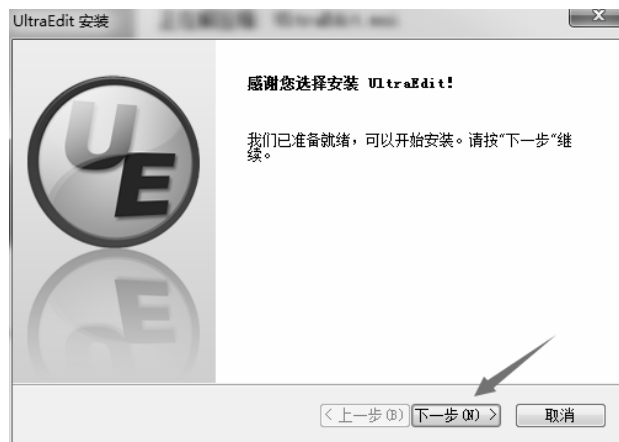 UltraEdit 安装
感谢您选择安装 UltraEdit!
我们已准备就绪，可以开始安装。请按“下一步“继
续。
UE
<上一步(B) 下一步(N) > 取消